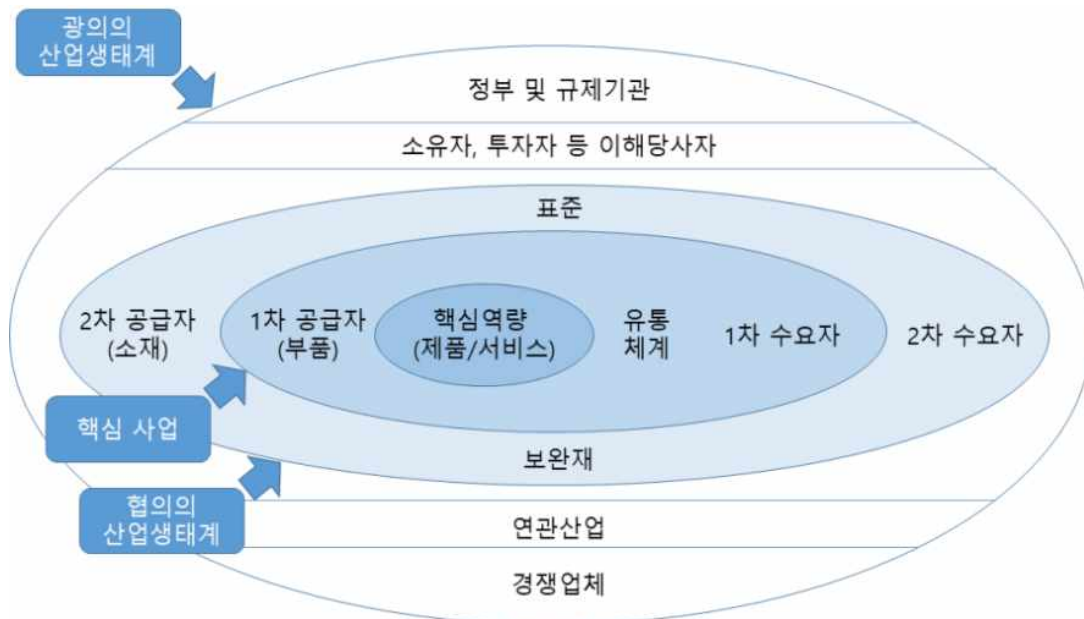 광의의
산업생태계
정부 및 규제기관
소유자, 투자자 등 이해당사자
표준
2차 공급자
(소재)
1차 공급자
(부품)
핵심역량
(제품/서비스)
유통
체계
1차 수요자
2차 수요자
핵심 사업
보완재
협의의
산업생태계
연관산업
경쟁업체